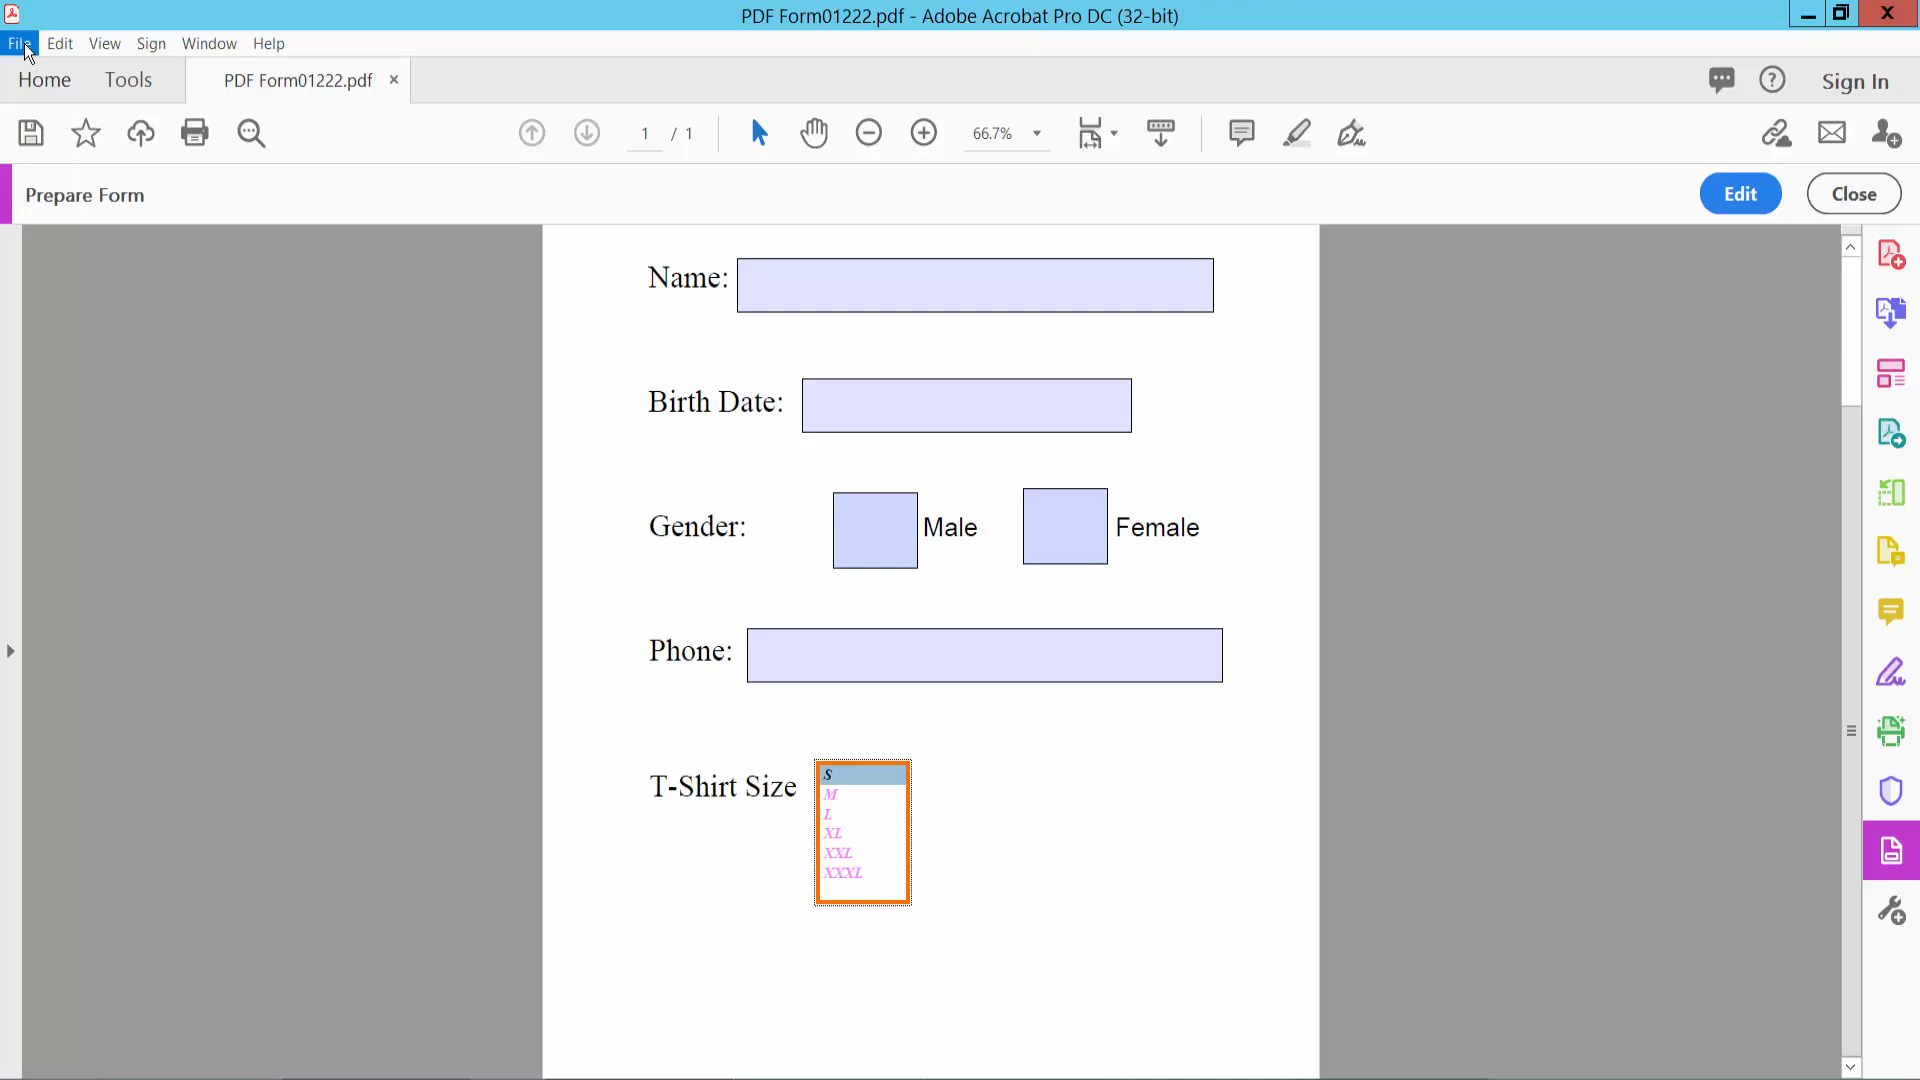 PDF Form01222.pdf - Adobe Acrobat Pro DC (32-bit)
File Edit View Sign Window Help
Home Tools PDF Form01222.pdf × Sign In
1 / 1 66.7%
Prepare Form Edit Close
Name:
Birth Date:
Gender: Male Female
Phone:
T-Shirt Size
S
M
L
XL
XXL
XXXL